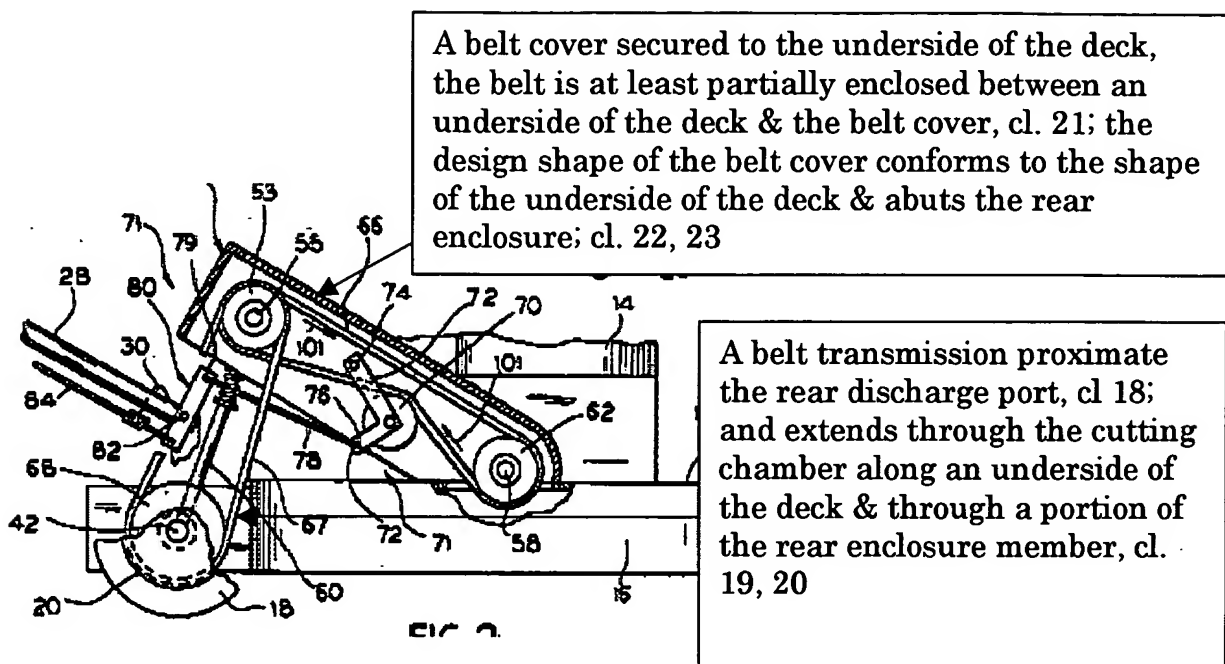 A belt cover secured to the underside of the deck,
the belt is at least partially enclosed between an
underside of the deck & the belt cover, cl. 21; the
design shape of the belt cover conforms to the shape
of the underside of the deck & abuts the rear
enclosure; cl. 22, 23
53
71
79
55
66
80
74
72
70
14
28
30
101
101
84
76
62
82
78
68
42
67
72
71
58
20
18
60
15
A belt transmission proximate
the rear discharge port, cl 18;
and extends through the cutting
chamber along an underside of
the deck & through a portion of
the rear enclosure member, cl.
19, 20